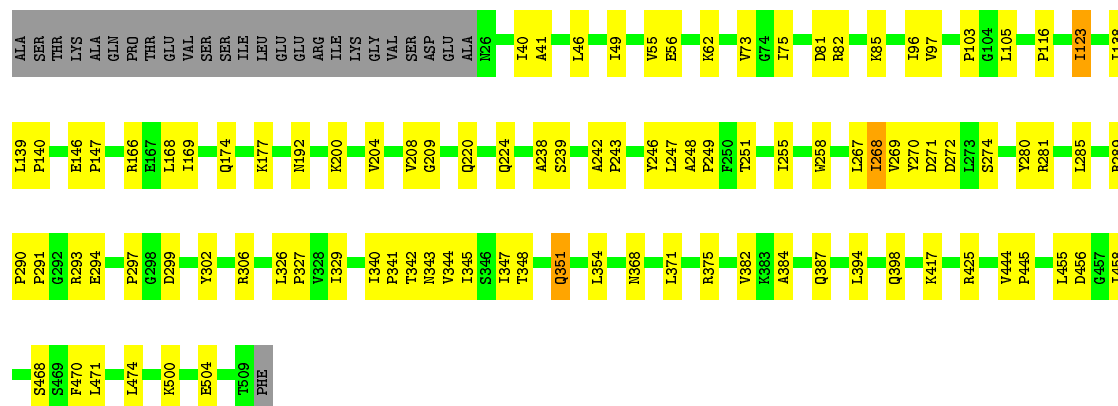 ALA SER THR LYS ALA GLN PRO THR GLU VAL SER SER ILE LEU GLU GLU ARG ILE LYS GLY VAL SER ASP GLU ALA N26 I40 A41 L46 I49 V55 E56 K62 V73 G74 I75 D81 R82 K85 I96 V97 P103 G104 L105 P116 I123 I138
L139 P140 E146 P147 R166 E167 L168 I169 Q174 K177 N192 K200 V204 V208 G209 Q220 Q224 A238 S239 A242 P243 Y246 L247 A248 P249 F250 T251 I255 W258 L267 I268 V269 Y270 D271 D272 L273 S274 Y280 R281 L285 R289
P290 P291 G292 R293 E294 P297 G298 D299 Y302 R306 L326 P327 V328 I329 I340 P341 T342 N343 V344 I345 S346 I347 T348 Q351 L354 N368 L371 R375 V382 K383 A384 Q387 L394 Q398 K417 R425 V444 P445 L455 D456 G457 I458
S468 S469 F470 L471 L474 K500 E504 T509 PHE